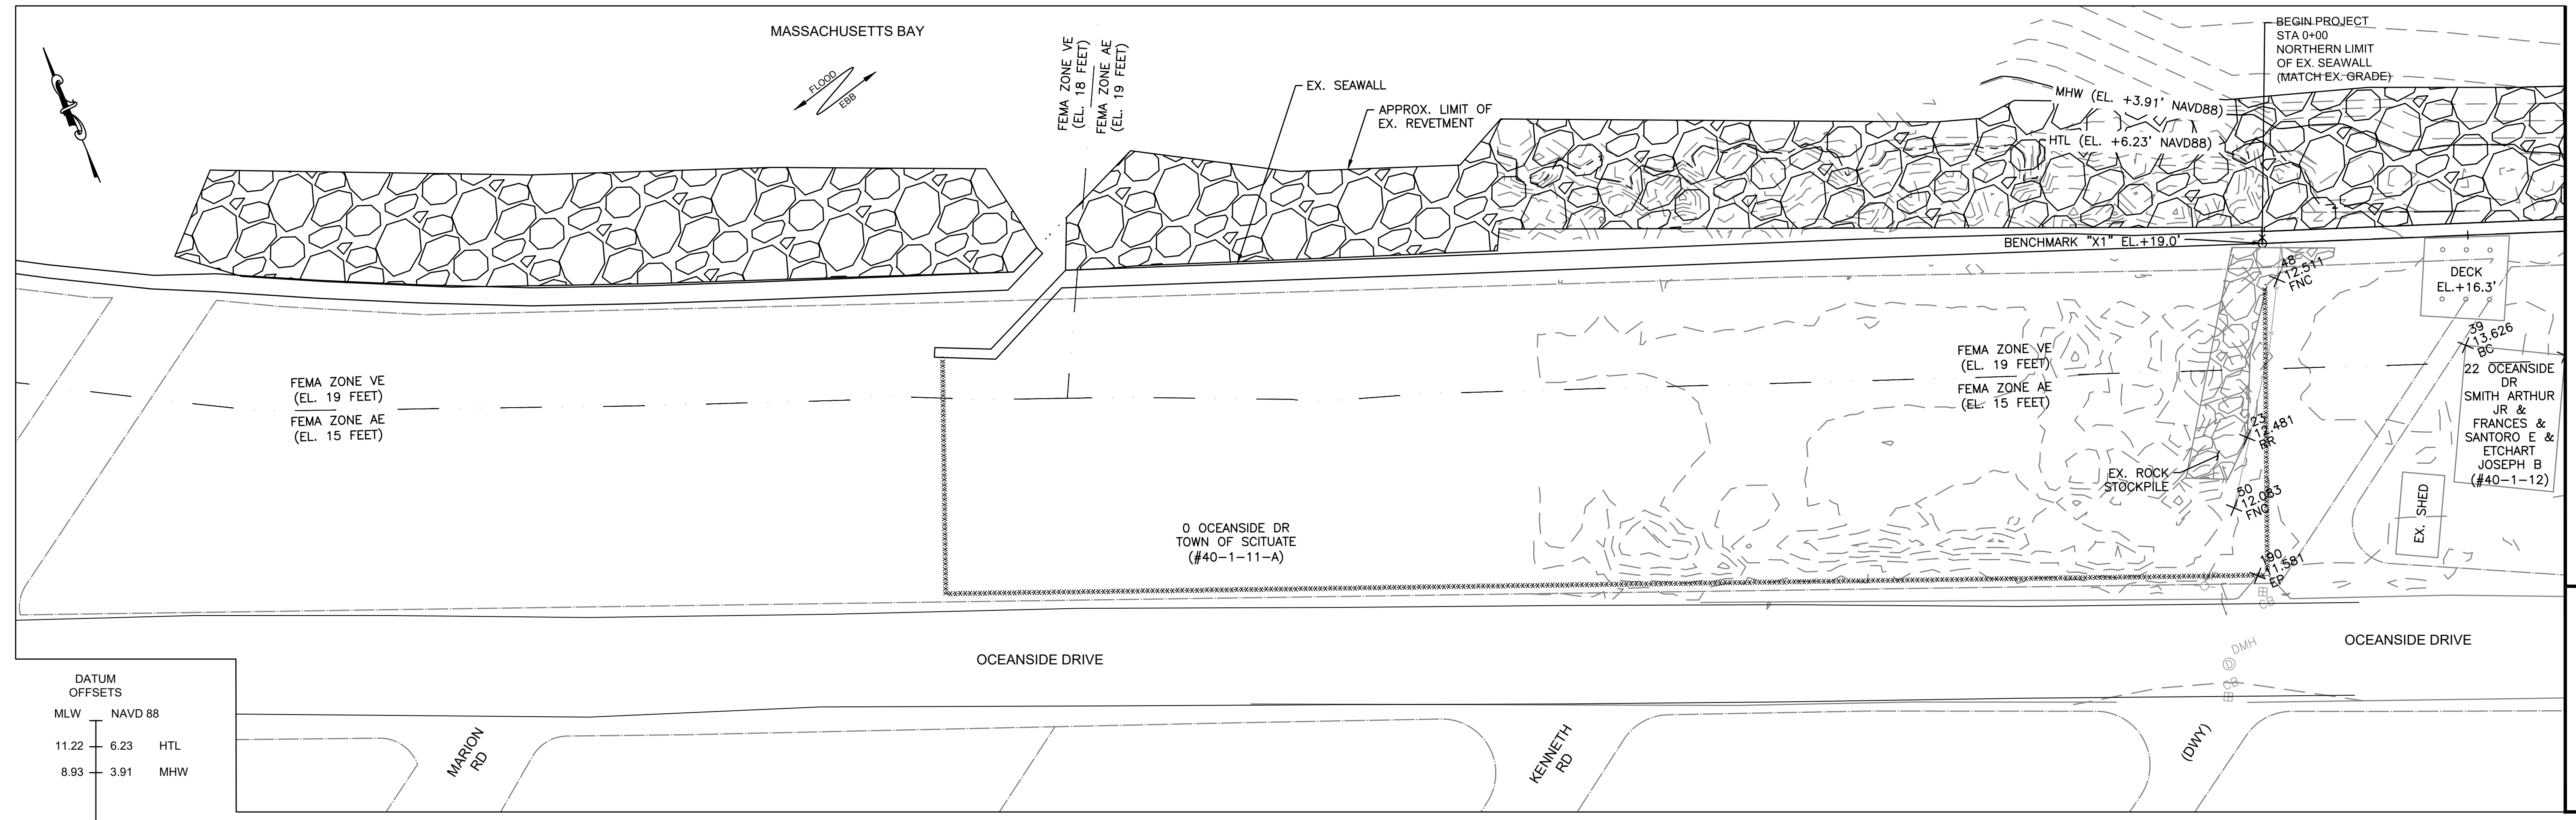 MASSACHUSETTS BAY
FLOOD
EBB
FEMA ZONE VE
(EL. 18 FEET)
FEMA ZONE AE
(EL. 19 FEET)
EX. SEAWALL
APPROX. LIMIT OF
EX. REVETMENT
BEGIN PROJECT
STA 0+00
NORTHERN LIMIT
OF EX. SEAWALL
(MATCH EX. GRADE)
MHW (EL. +3.91' NAVD88)
HTL (EL. +6.23' NAVD88)
BENCHMARK "X1" EL.+19.0'
48
12.511
FNC
DECK
EL.+16.3'
39
13.626
BC
FEMA ZONE VE
(EL. 19 FEET)
FEMA ZONE AE
(EL. 15 FEET)
FEMA ZONE VE
(EL. 19 FEET)
FEMA ZONE AE
(EL. 15 FEET)
22 OCEANSIDE
DR
SMITH ARTHUR
JR &
FRANCES &
SANTORO E &
ETCHART
JOSEPH B
(#40-1-12)
23
12.481
RR
EX. ROCK
STOCKPILE
50
12.083
FNC
EX. SHED
0 OCEANSIDE DR
TOWN OF SCITUATE
(#40-1-11-A)
190
11.581
EP
CB
OCEANSIDE DRIVE
OCEANSIDE DRIVE
DMH
D
CB
DATUM
OFFSETS
MLW NAVD 88
11.22 6.23 HTL
8.93 3.91 MHW
MARION
RD
KENNETH
RD
(DWY)